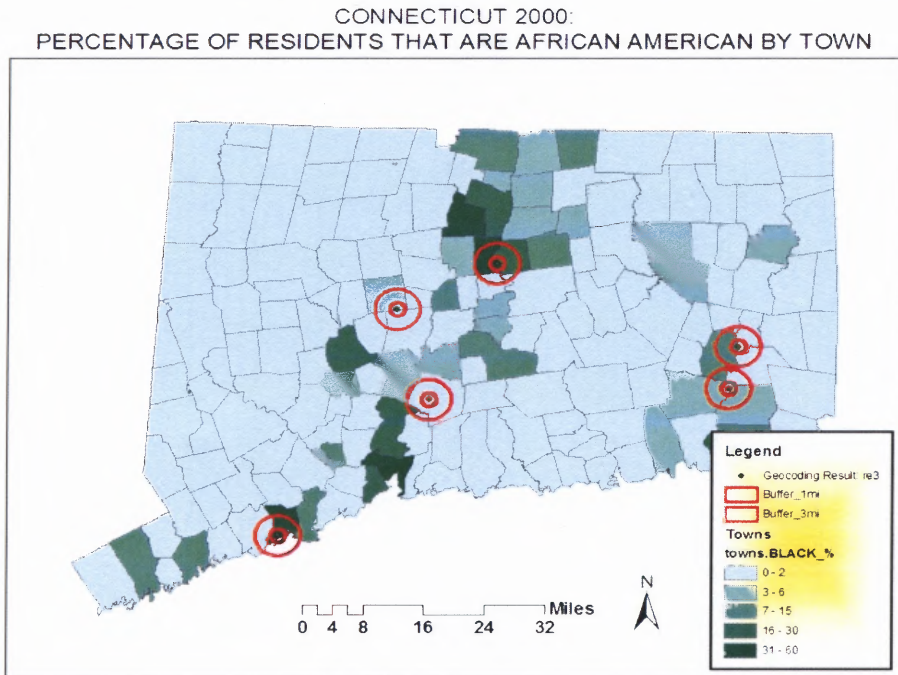 CONNECTICUT 2000:
PERCENTAGE OF RESIDENTS THAT ARE AFRICAN AMERICAN BY TOWN
N
Miles
0 4 8 16 24 32
Legend
Geocoding Result: re3
Buffer_1mi
Buffer_3mi
Towns
towns.BLACK_%
0 - 2
3 - 6
7 - 15
16 - 30
31 - 60